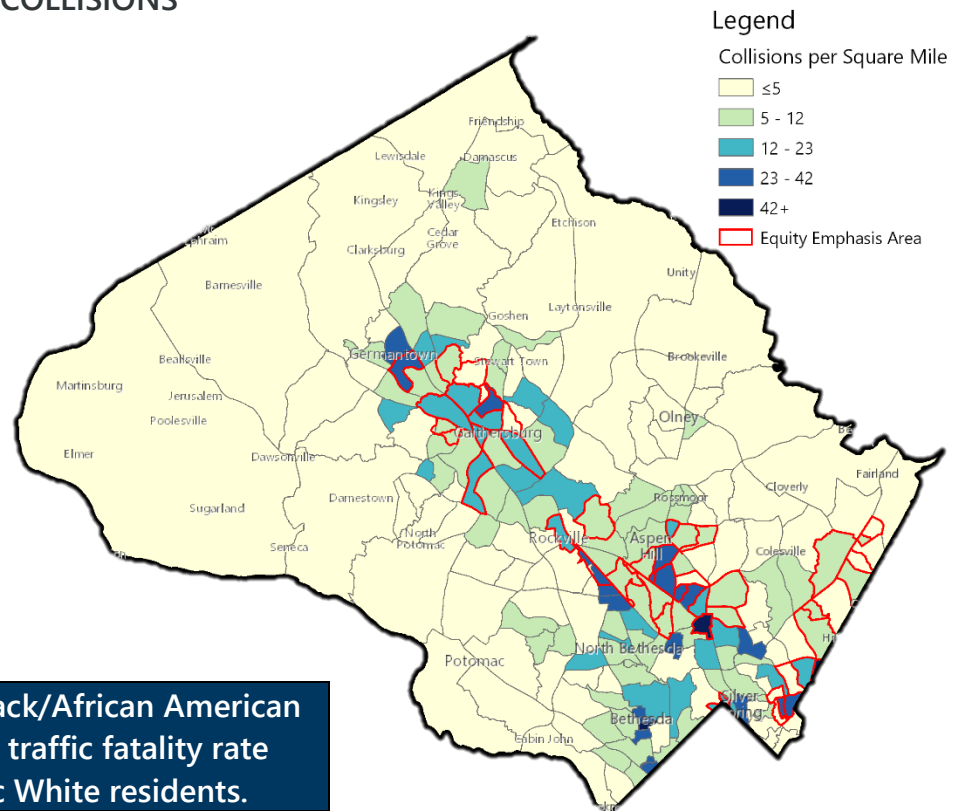 COLLISIONS
Legend
Collisions per Square Mile
≤5
5 - 12
12 - 23
23 - 42
42+
Equity Emphasis Area
Friendship
Lewisdale
Damascus
Kingsley
Kings
Valley
Etchison
Cedar
Grove
Clarksburg
Unity
Barnesville
Laytonsville
Goshen
Germantown
Stewart Town
Brookeville
Beallsville
Martinsburg
Jerusalem
Olney
Poolesville
Gaithersburg
Elmer
Dawsonville
Fairland
Cloverly
Darnestown
Rossmoor
Sugarland
North
Potomac
Rockville
Aspen
Hill
Seneca
Colesville
North Bethesda
Potomac
Silver
Spring
Bethesda
Cabin John
ack/African American
traffic fatality rate
c White residents.